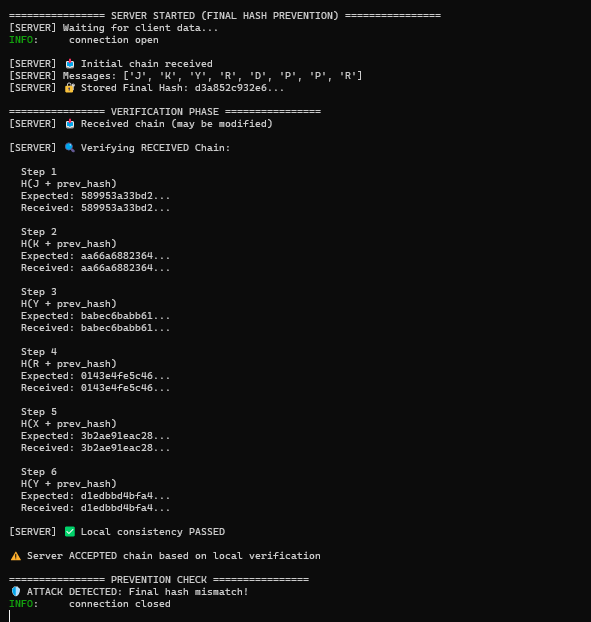 ================ SERVER STARTED (FINAL HASH PREVENTION) ================
[SERVER] Waiting for client data...
INFO:     connection open
[SERVER] 📥 Initial chain received
[SERVER] Messages: ['J', 'K', 'Y', 'R', 'D', 'P', 'P', 'R']
[SERVER] 🔐 Stored Final Hash: d3a852c932e6...
================ VERIFICATION PHASE ================
[SERVER] 📥 Received chain (may be modified)
[SERVER] 🔍 Verifying RECEIVED Chain:
Step 1
H(J + prev_hash)
Expected: 589953a33bd2...
Received: 589953a33bd2...
Step 2
H(K + prev_hash)
Expected: aa66a6882364...
Received: aa66a6882364...
Step 3
H(Y + prev_hash)
Expected: babec6babb61...
Received: babec6babb61...
Step 4
H(R + prev_hash)
Expected: 0143e4fe5c46...
Received: 0143e4fe5c46...
Step 5
H(X + prev_hash)
Expected: 3b2ae91eac28...
Received: 3b2ae91eac28...
Step 6
H(Y + prev_hash)
Expected: d1edbbd4bfa4...
Received: d1edbbd4bfa4...
[SERVER] ✅ Local consistency PASSED
⚠️ Server ACCEPTED chain based on local verification
================ PREVENTION CHECK ================
🛡️ ATTACK DETECTED: Final hash mismatch!
INFO:     connection closed